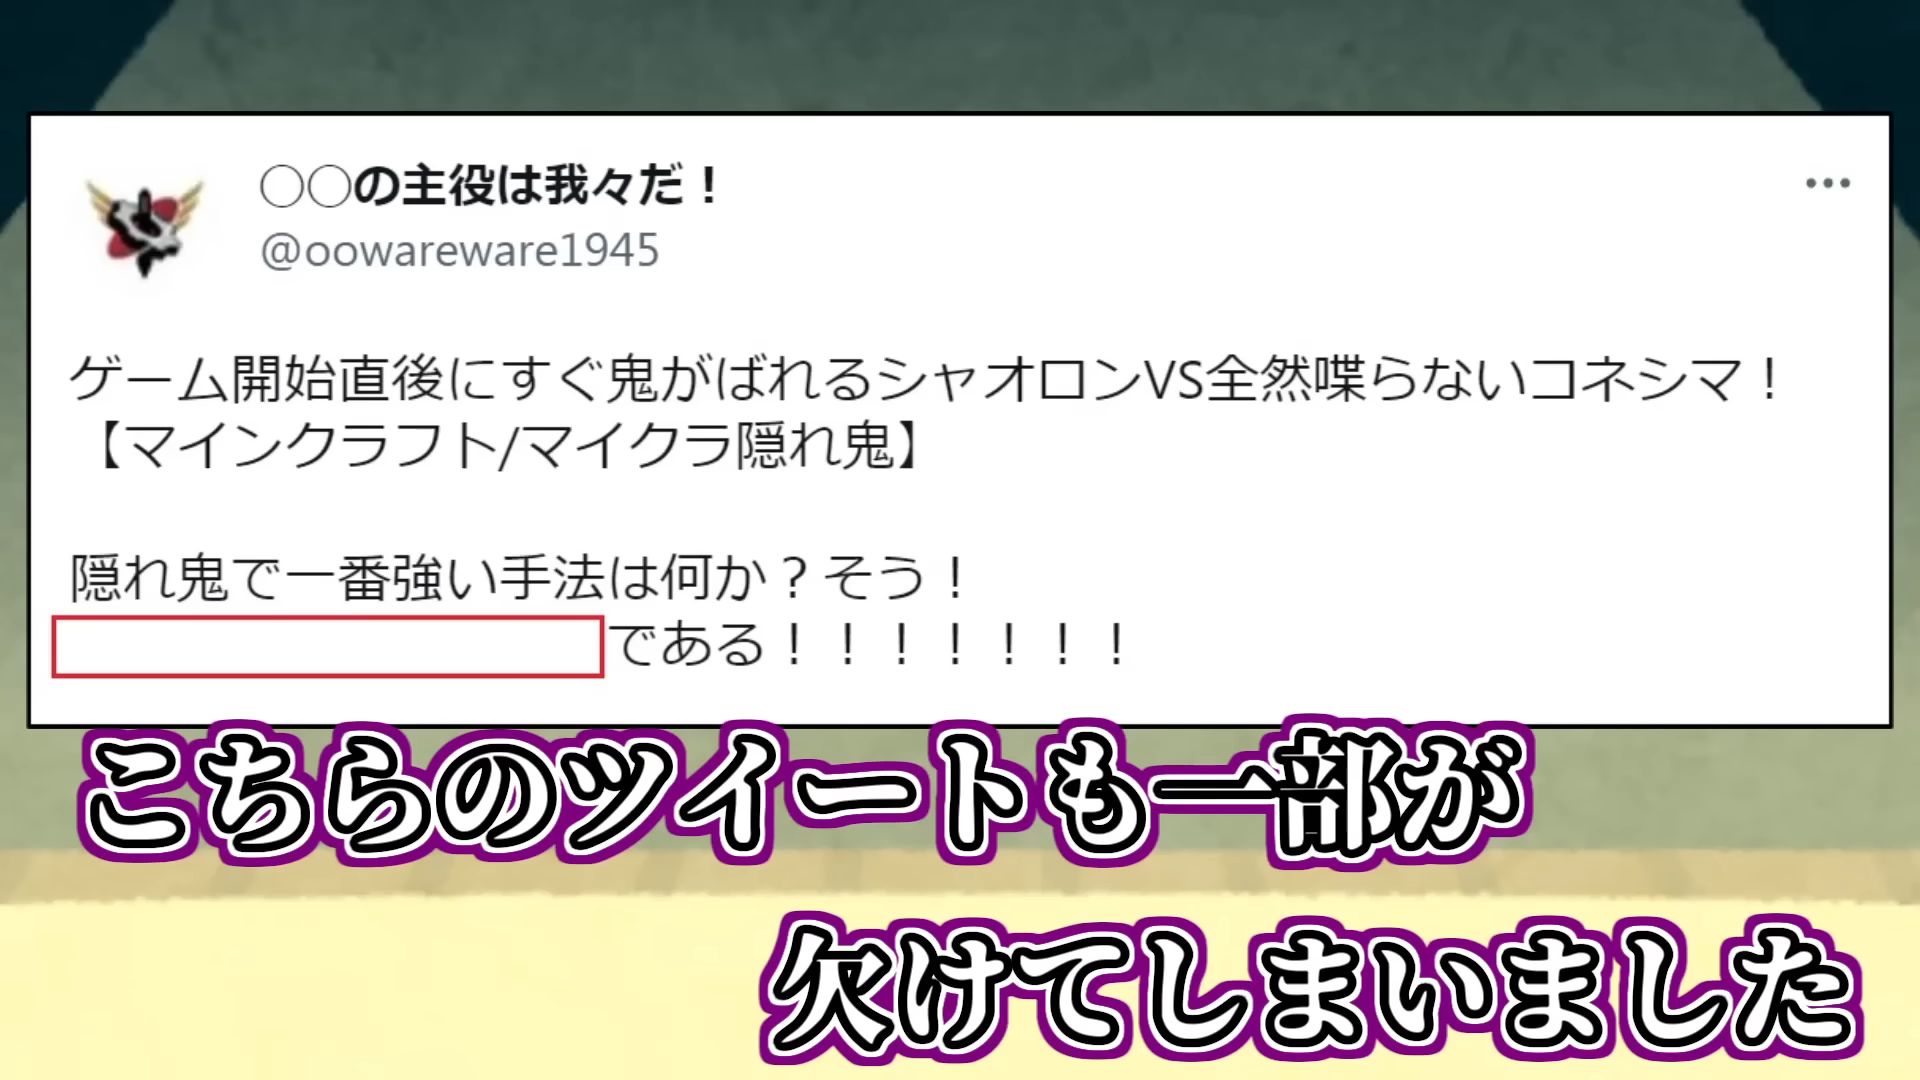 〇〇の主役は我々だ！
@oowareware1945
ゲーム開始直後にすぐ鬼がばれるシャオロンVS全然喋らないコネシマ！
【マインクラフト/マイクラ隠れ鬼】
隠れ鬼で一番強い手法は何か？そう！
である！！！！！！！
こちらのツイートも一部が
欠けてしまいました